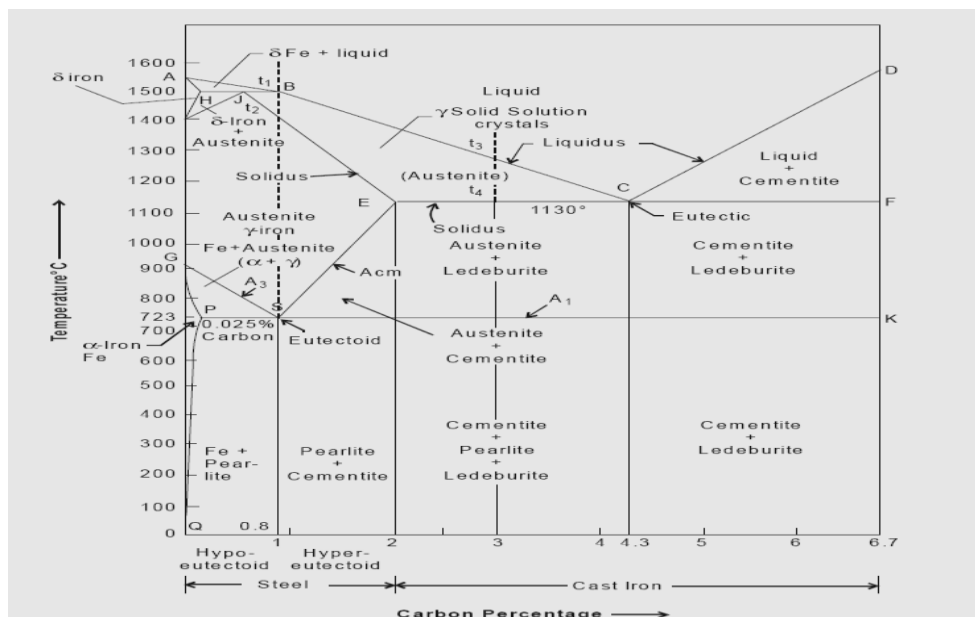 1600
δFe + liquid
A
D
δ iron
t1
B
1500
H
J
Liquid
t2
1400
δ-Iron
+
Austenite
γSolid Solution
crystals
1300
t3
Liquidus
Liquid
+
Cementite
1200
Solidus
(Austenite)
t4
C
E
1130°
F
1100
Solidus
Eutectic
Austenite
γ-iron
Austenite
+
Ledeburite
Cementite
+
Ledeburite
1000
Fe+Austenite
(α + γ)
G
900
Acm
A3
800
S
A1
P
723
K
0.025%
Carbon
700
Eutectoid
Austenite
+
Cementite
α-Iron
Fe
600
500
400
Cementite
+
Pearlite
+
Ledeburite
Cementite
+
Ledeburite
300
Fe +
Pear-
lite
Pearlite
+
Cementite
200
100
Q
0.8
0
1
2
3
4
4.3
5
6
6.7
Hypo-
eutectoid
Hyper-
eutectoid
Steel
Cast Iron
Carbon Percentage
Temperature°C